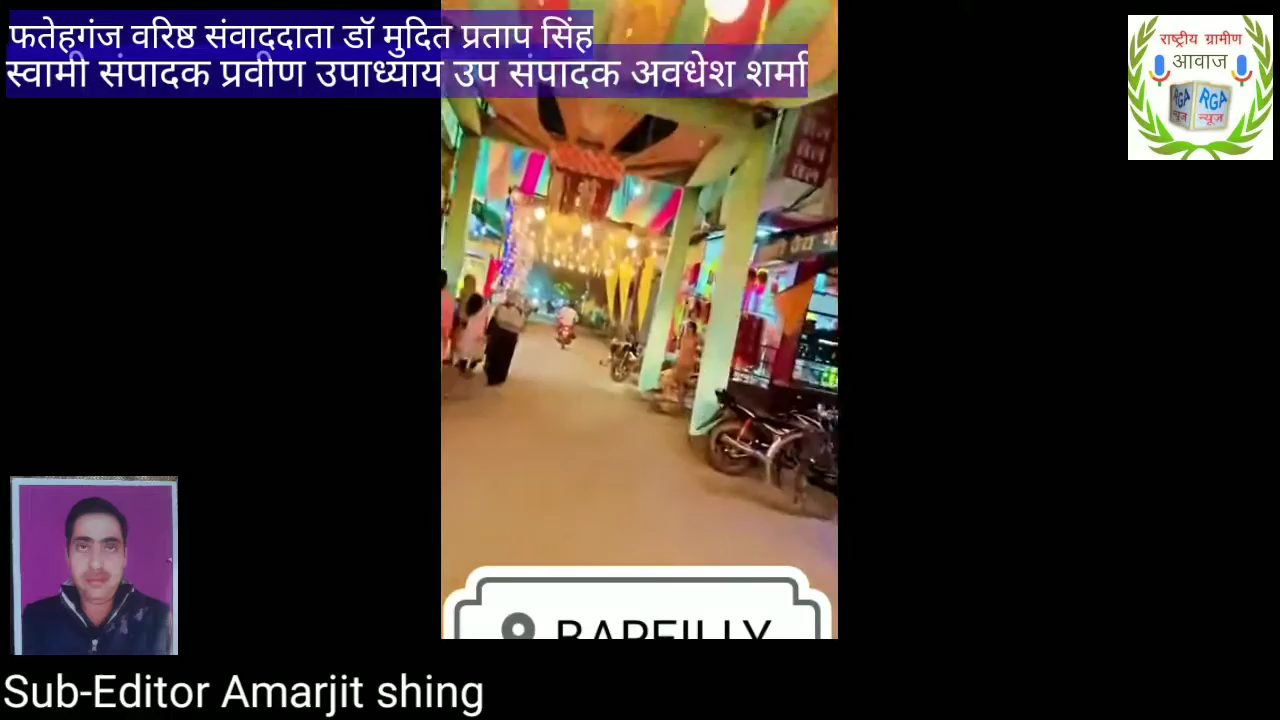 फतेहगंज वरिष्ठ संवाददाता डॉ मुदित प्रताप सिंह
स्वामी संपादक प्रवीण उपाध्याय उप संपादक अवधेश शर्मा
राष्ट्रीय ग्रामीण
आवाज
RGA RGA
न्यूज़ न्यूज़
BAREILLY
Sub-Editor Amarjit shing